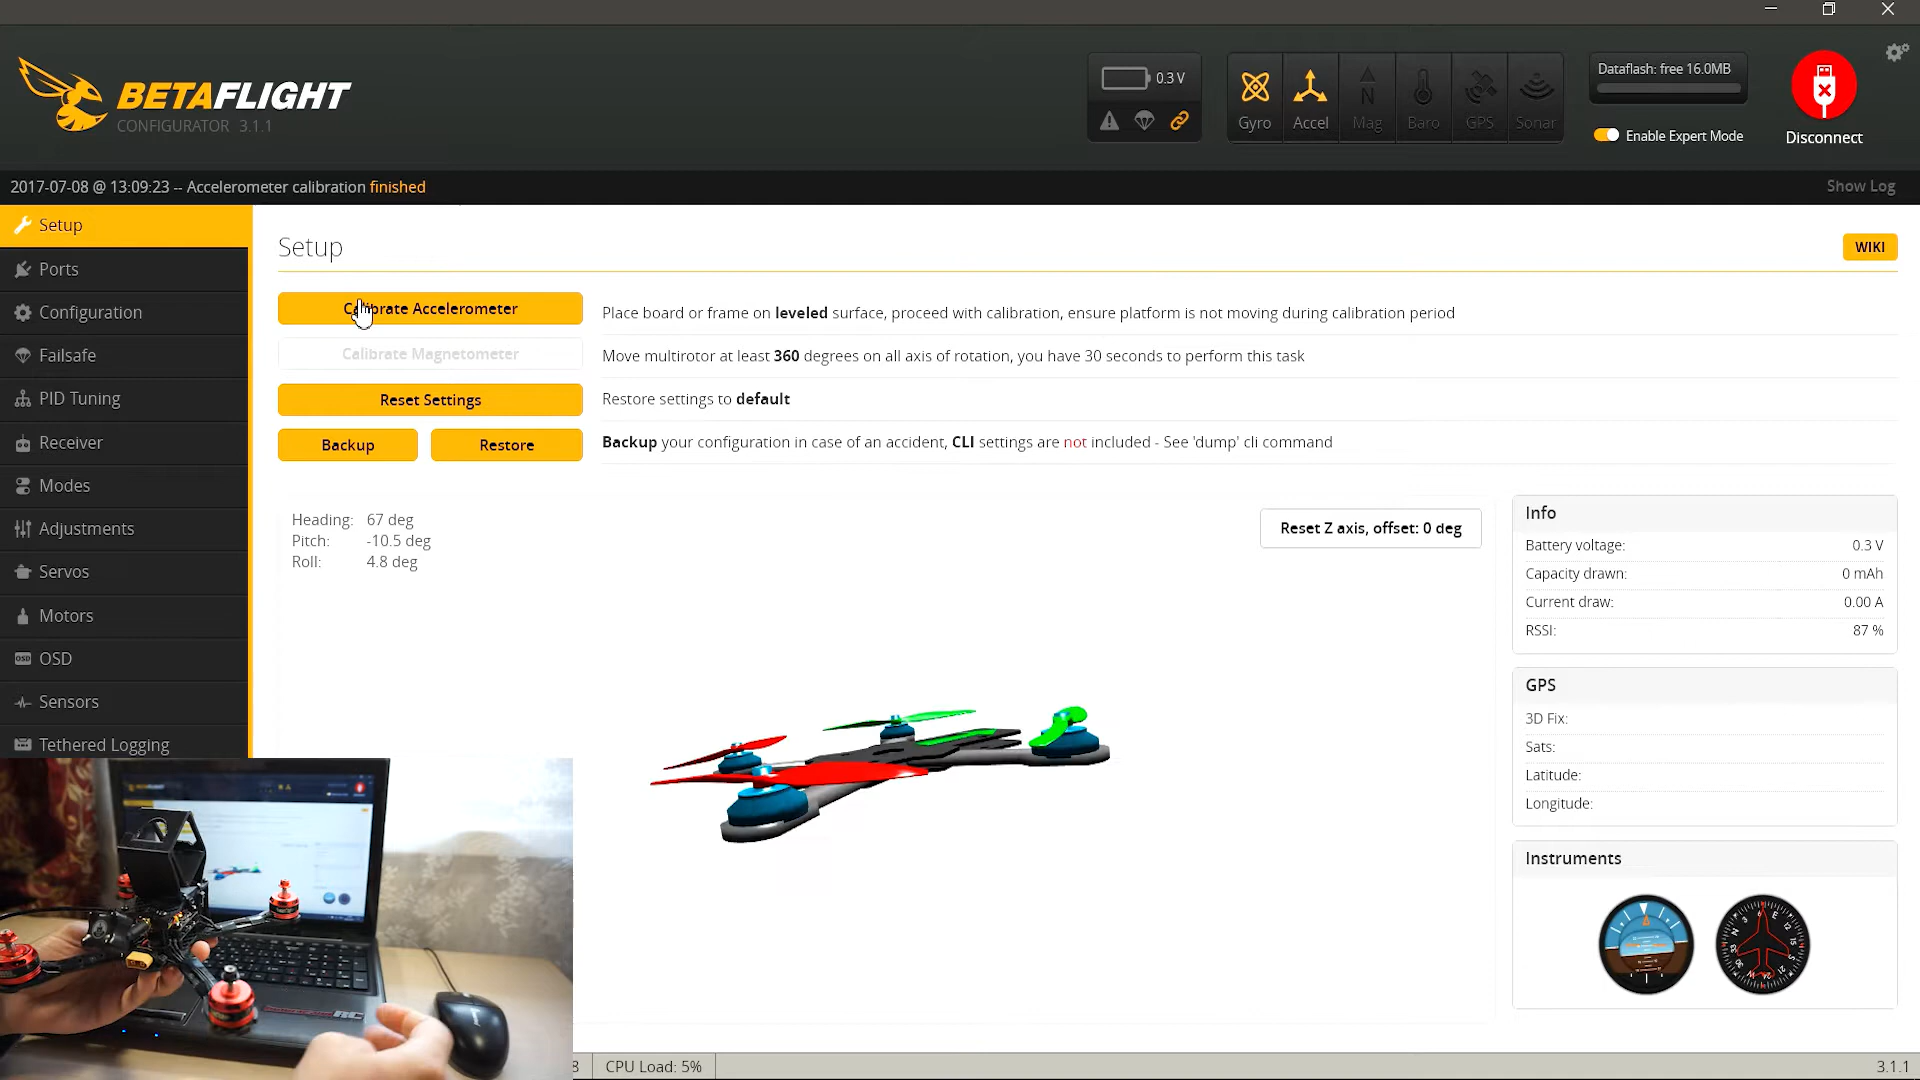 BETAFLIGHT
CONFIGURATOR 3.1.1
0.3 V
Gyro
Accel
Mag
Baro
GPS
Sonar
Dataflash: free 16.0MB
Enable Expert Mode
Disconnect
2017-07-08 @ 13:09:23 -- Accelerometer calibration finished
Show Log
Setup
Ports
Configuration
Failsafe
PID Tuning
Receiver
Modes
Adjustments
Servos
Motors
OSD
Sensors
Tethered Logging
Setup
WIKI
Calibrate Accelerometer
Place board or frame on leveled surface, proceed with calibration, ensure platform is not moving during calibration period
Calibrate Magnetometer
Move multirotor at least 360 degrees on all axis of rotation, you have 30 seconds to perform this task
Reset Settings
Restore settings to default
Backup
Restore
Backup your configuration in case of an accident, CLI settings are not included - See 'dump' cli command
Heading: 67 deg
Pitch: -10.5 deg
Roll: 4.8 deg
Reset Z axis, offset: 0 deg
Info
Battery voltage: 0.3 V
Capacity drawn: 0 mAh
Current draw: 0.00 A
RSSI: 87 %
GPS
3D Fix:
Sats:
Latitude:
Longitude:
Instruments
8
CPU Load: 5%
3.1.1